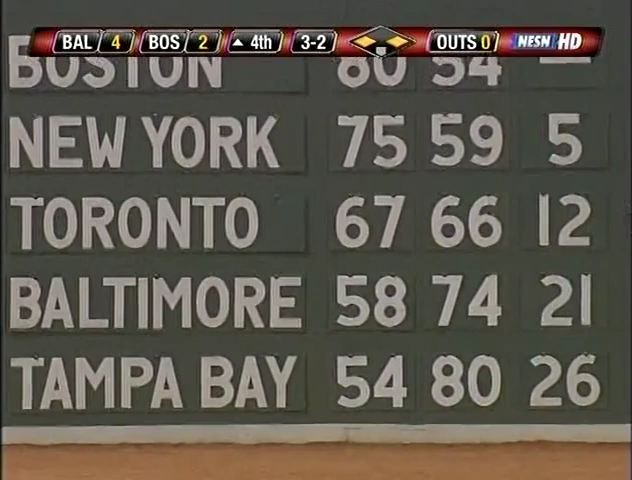 BAL 4 BOS 2 4th 3-2 OUTS 0 NESN HD
BOSTON 80 54 —
NEW YORK 75 59 5
TORONTO 67 66 12
BALTIMORE 58 74 21
TAMPA BAY 54 80 26